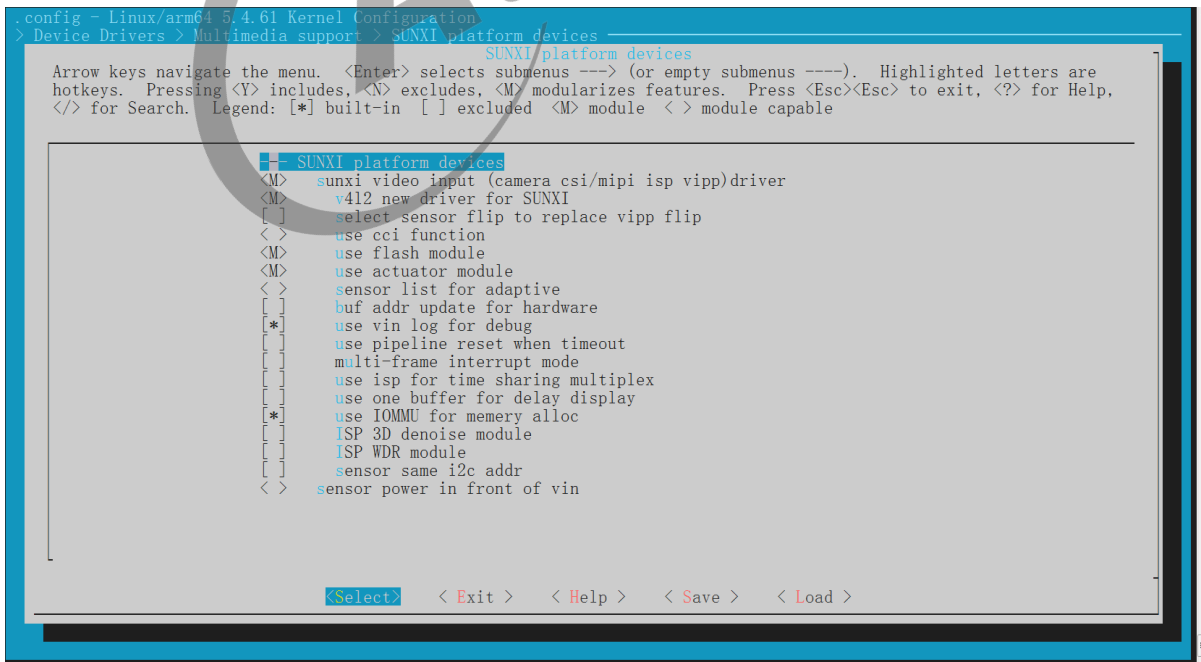 .config - Linux/arm64 5.4.61 Kernel Configuration
> Device Drivers > Multimedia support > SUNXI platform devices
SUNXI platform devices
Arrow keys navigate the menu. <Enter> selects submenus ---> (or empty submenus ----). Highlighted letters are
hotkeys. Pressing <Y> includes, <N> excludes, <M> modularizes features. Press <Esc><Esc> to exit, <?> for Help,
</> for Search. Legend: [*] built-in [ ] excluded <M> module < > module capable
--- SUNXI platform devices
<M> sunxi video input (camera csi/mipi isp vipp)driver
<M> v4l2 new driver for SUNXI
[ ] select sensor flip to replace vipp flip
< > use cci function
<M> use flash module
<M> use actuator module
< > sensor list for adaptive
[ ] buf addr update for hardware
[*] use vin log for debug
[ ] use pipeline reset when timeout
[ ] multi-frame interrupt mode
[ ] use isp for time sharing multiplex
[ ] use one buffer for delay display
[*] use IOMMU for memery alloc
[ ] ISP 3D denoise module
[ ] ISP WDR module
[ ] sensor same i2c addr
< > sensor power in front of vin
<Select> < Exit > < Help > < Save > < Load >